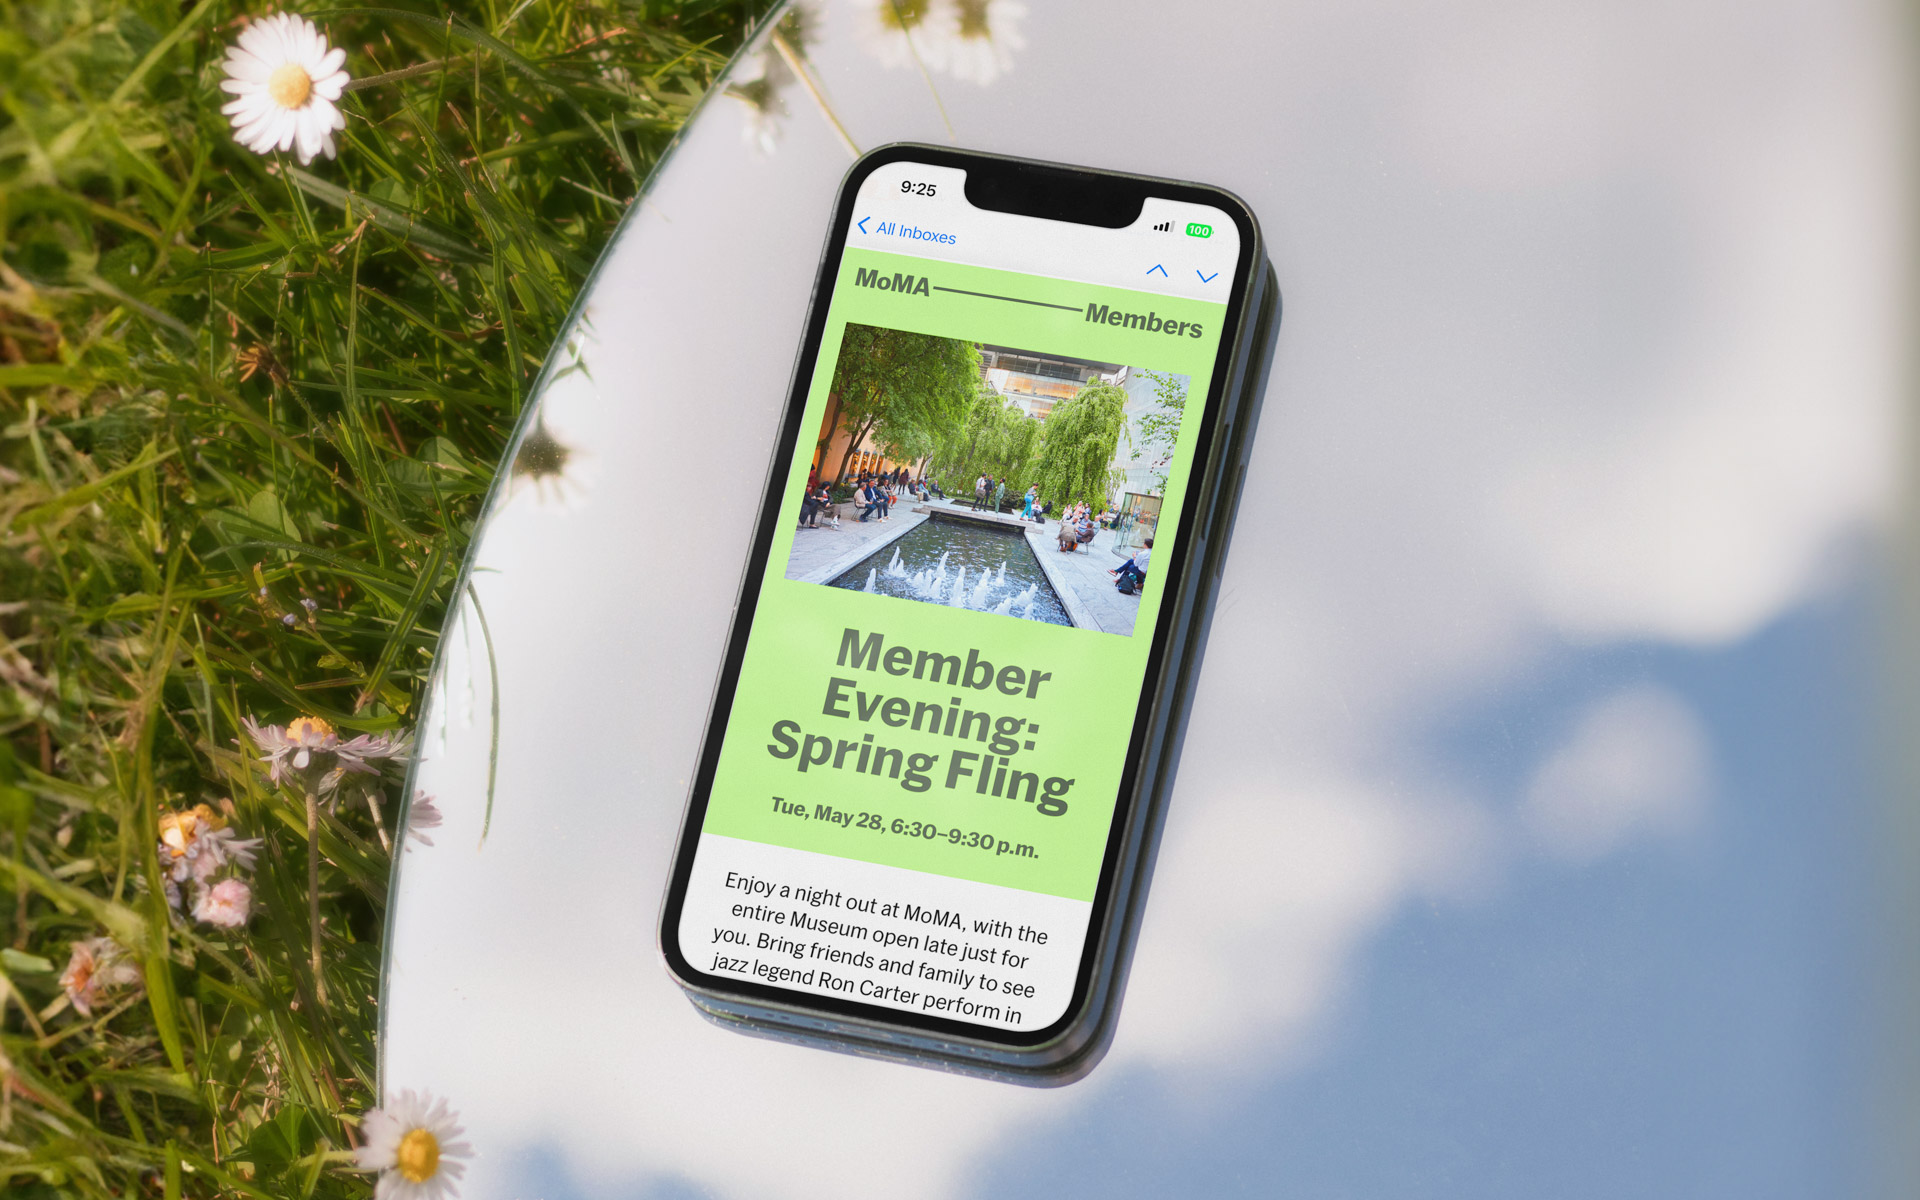 9:25
100
All Inboxes
MoMA Members
Member
Evening:
Spring Fling
Tue, May 28, 6:30–9:30 p.m.
Enjoy a night out at MoMA, with the
entire Museum open late just for
you. Bring friends and family to see
jazz legend Ron Carter perform in